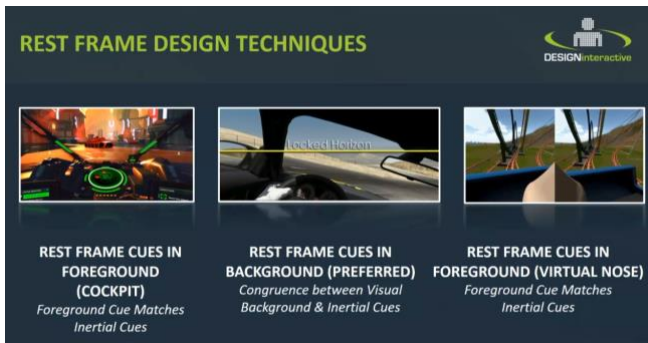 REST FRAME DESIGN TECHNIQUES
DESIGNinteractive
Locked Horizon
REST FRAME CUES IN
FOREGROUND
(COCKPIT)
Foreground Cue Matches
Inertial Cues
REST FRAME CUES IN
BACKGROUND (PREFERRED)
Congruence between Visual
Background & Inertial Cues
REST FRAME CUES IN
FOREGROUND (VIRTUAL NOSE)
Foreground Cue Matches
Inertial Cues